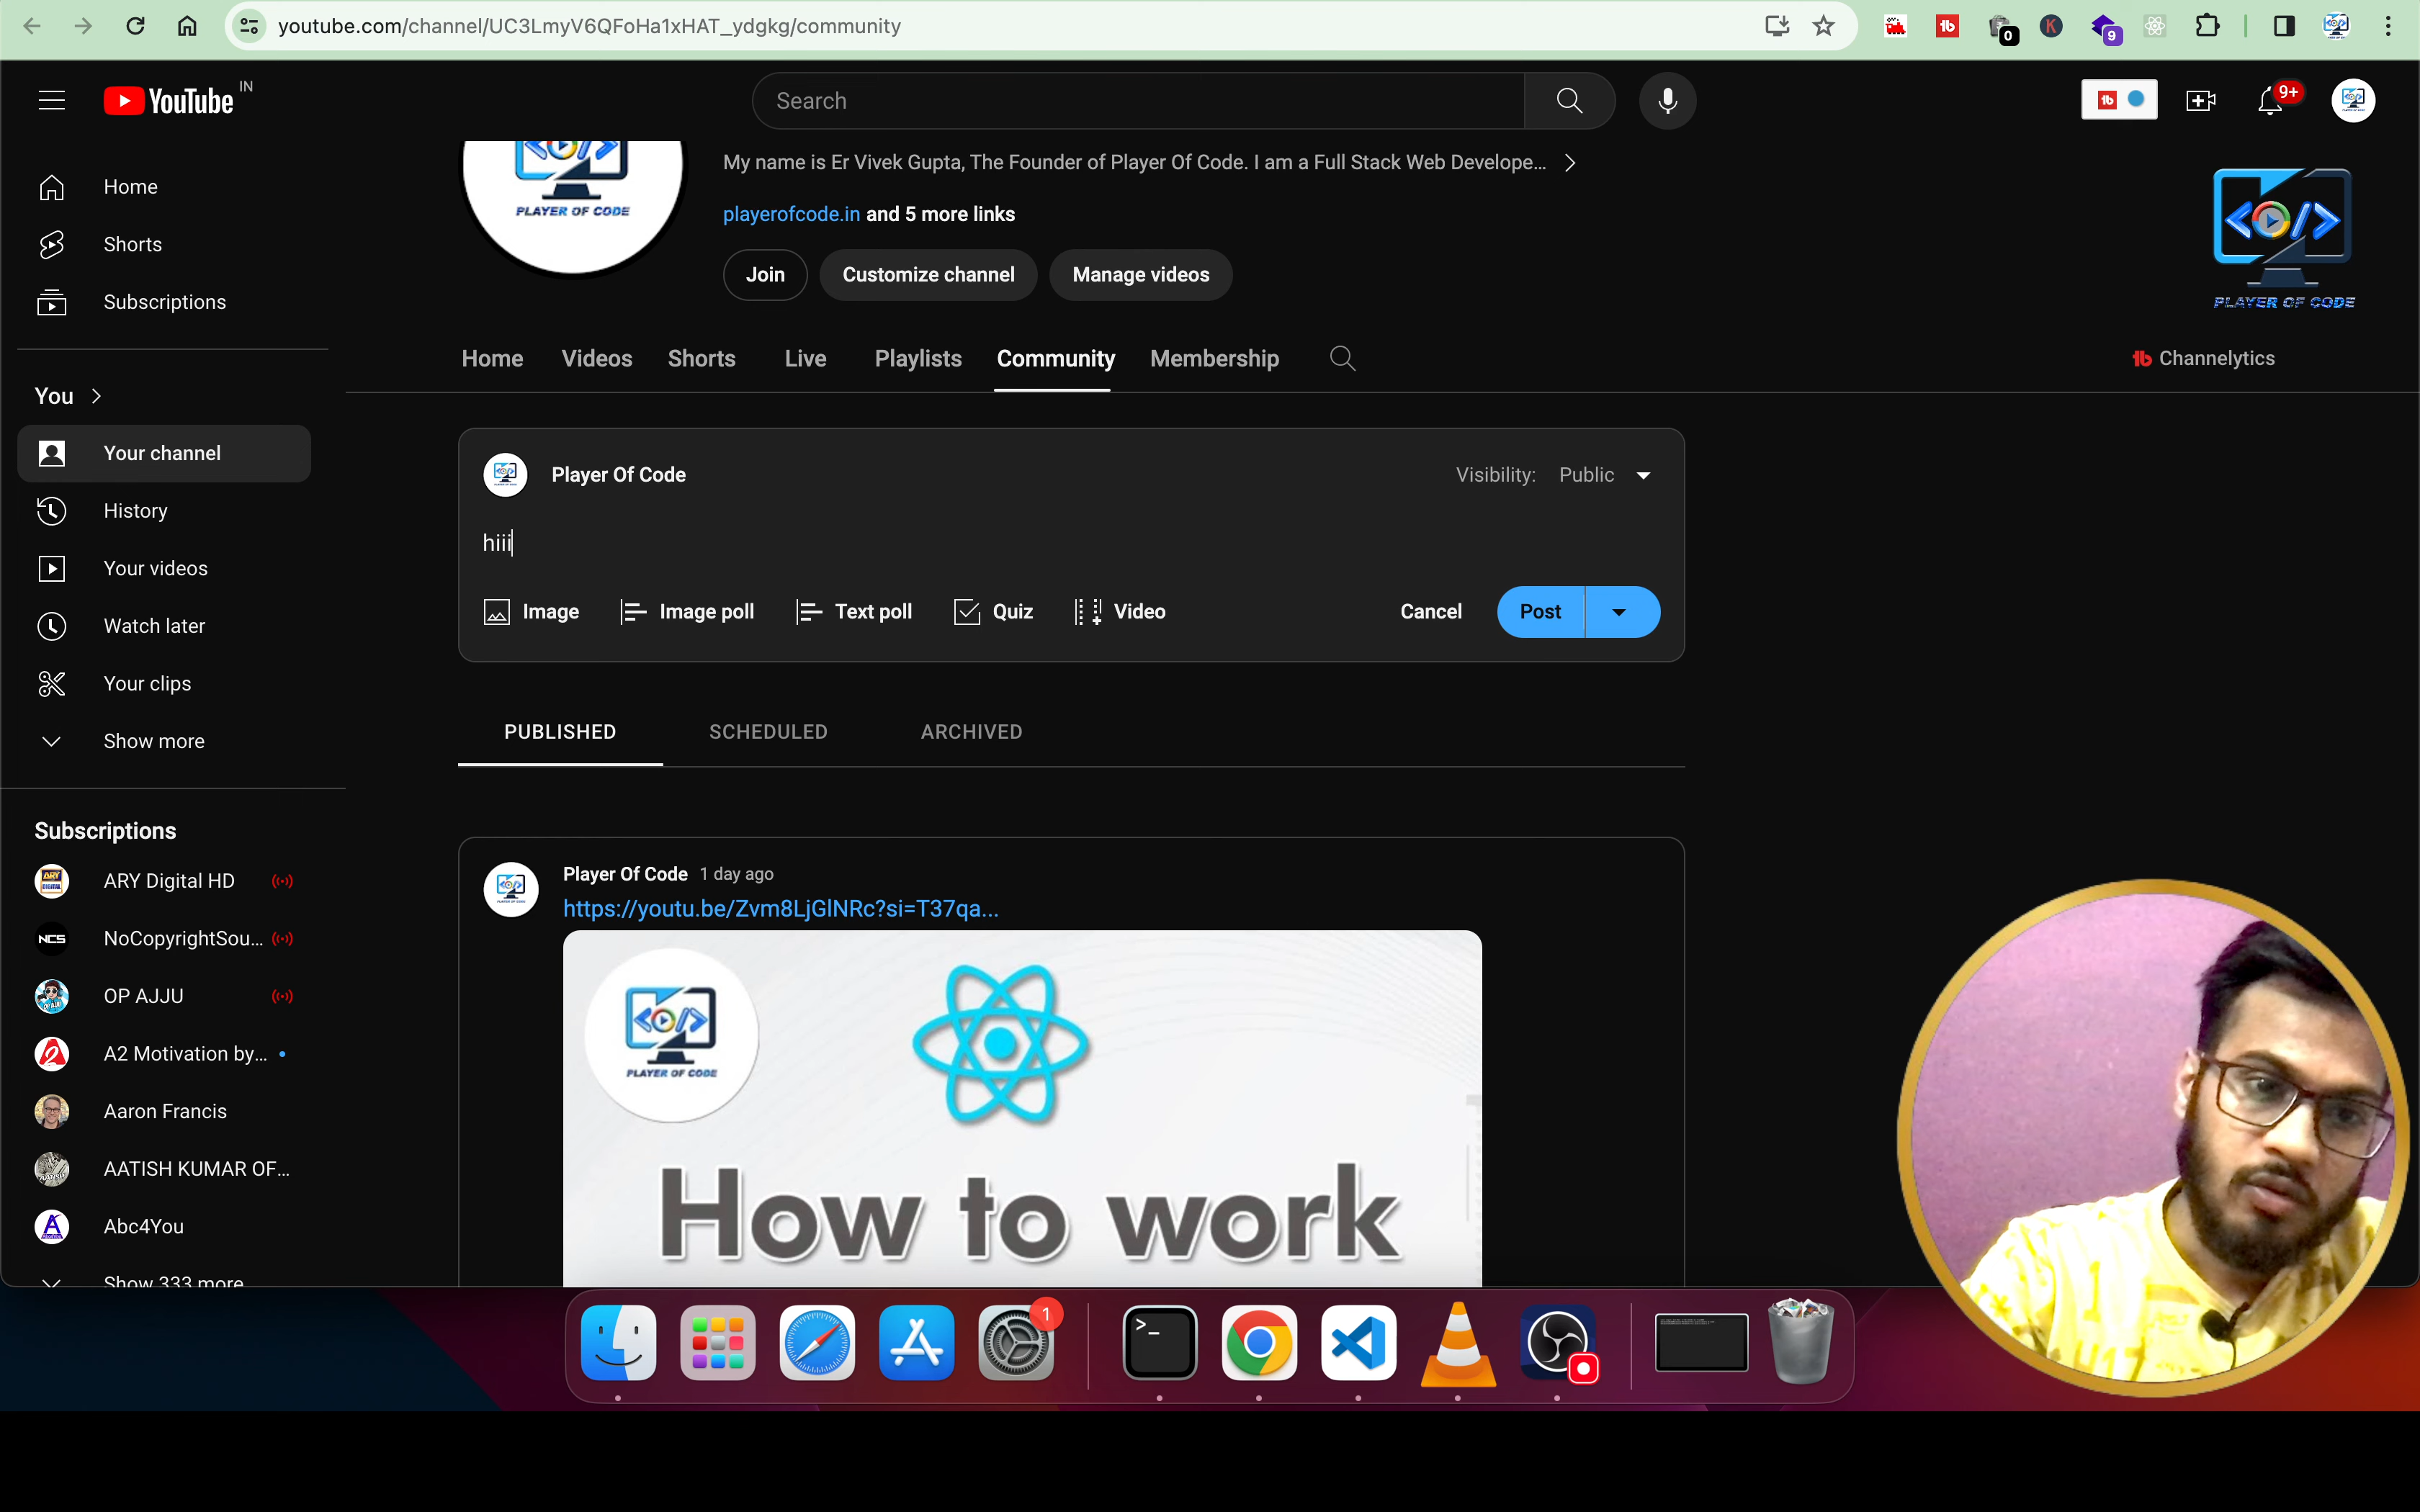 youtube.com/channel/UC3LmyV6QFoHa1xHAT_ydgkg/community
0
K
9
YouTube IN
Search
9+
My name is Er Vivek Gupta, The Founder of Player Of Code. I am a Full Stack Web Develope...
PLAYER OF CODE
playerofcode.in and 5 more links
Join
Customize channel
Manage videos
PLAYER OF CODE
Home
Videos
Shorts
Live
Playlists
Community
Membership
Channelytics
Home
Shorts
Subscriptions
You
Your channel
History
Your videos
Watch later
Your clips
Show more
Subscriptions
ARY Digital HD
NCS
NoCopyrightSou...
OP AJJU
A2 Motivation by...
Aaron Francis
AATISH KUMAR OF...
Abc4You
Show 333 more
Player Of Code
Visibility: Public
hiii
Image
Image poll
Text poll
Quiz
Video
Cancel
Post
PUBLISHED
SCHEDULED
ARCHIVED
Player Of Code 1 day ago
https://youtu.be/Zvm8LjGlNRc?si=T37qa...
PLAYER OF CODE
How to work
1